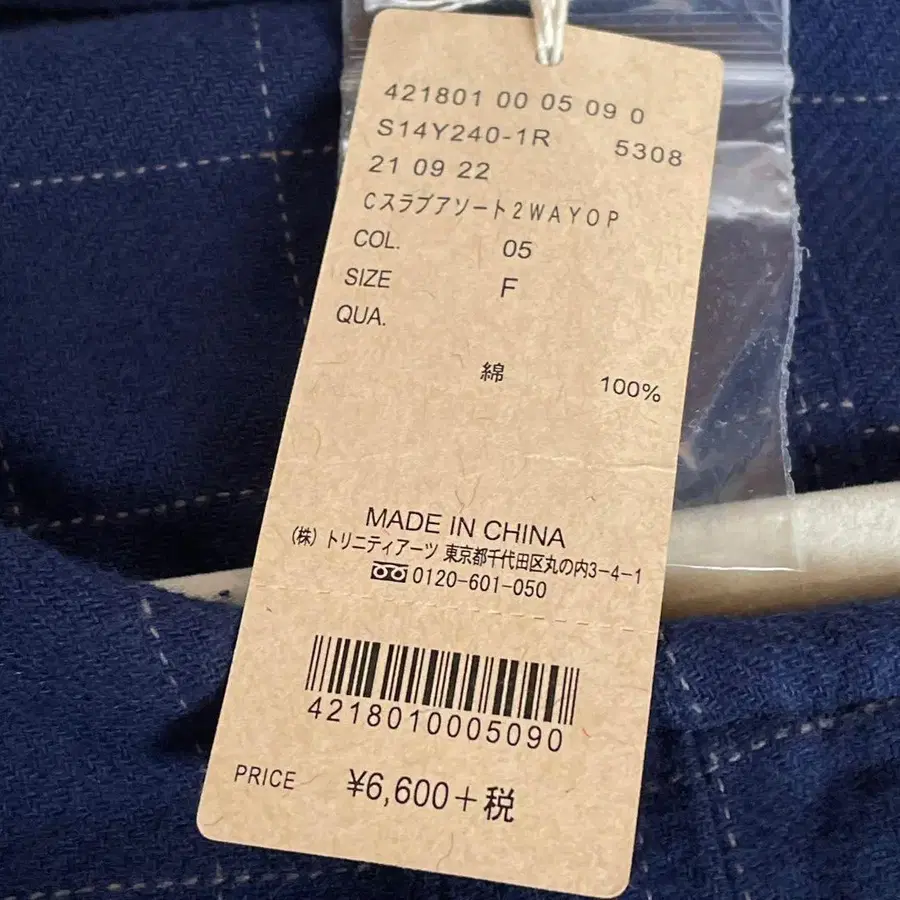 421801 00 05 09 0
S14Y240-1R 5308
21 09 22
Cスラブアソート2WAYOP
COL. 05
SIZE F
QUA.
綿 100%
MADE IN CHINA
(株) トリニティアーツ 東京都千代田区丸の内3-4-1
0120-601-050
4218010005090
PRICE ¥6,600+税